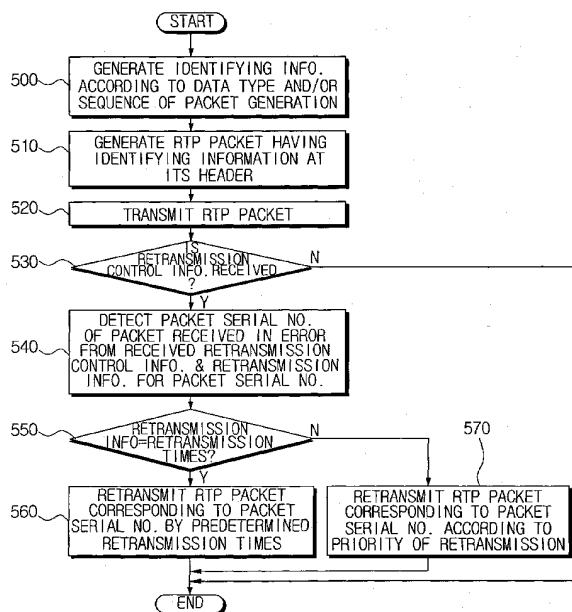 START
500
GENERATE IDENTIFYING INFO.
ACCORDING TO DATA TYPE AND/OR
SEQUENCE OF PACKET GENERATION
510
GENERATE RTP PACKET HAVING
IDENTIFYING INFORMATION AT
ITS HEADER
520
TRANSMIT RTP PACKET
530
IS
RETRANSMISSION
CONTROL INFO.RECEIVED
?
N
Y
540
DETECT PACKET SERIAL NO.
OF PACKET RECEIVED IN ERROR
FROM RECEIVED RETRANSMISSION
CONTROL INFO. & RETRANSMISSION
INFO. FOR PACKET SERIAL NO.
550
RETRANSMISSION
INFO=RETRANSMISSION
TIMES?
N
Y
560
RETRANSMIT RTP PACKET
CORRESPONDING TO PACKET
SERIAL NO. BY PREDETERMINED
RETRANSMISSION TIMES
570
RETRANSMIT RTP PACKET
CORRESPONDING TO PACKET
SERIAL NO. ACCORDING TO
PRIORITY OF RETRANSMISSION
END